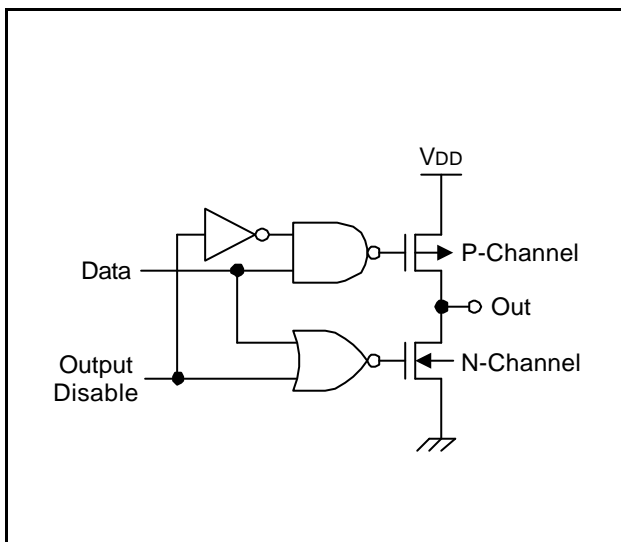 VDD
P-Channel
Data
Out
Output
Disable
N-Channel